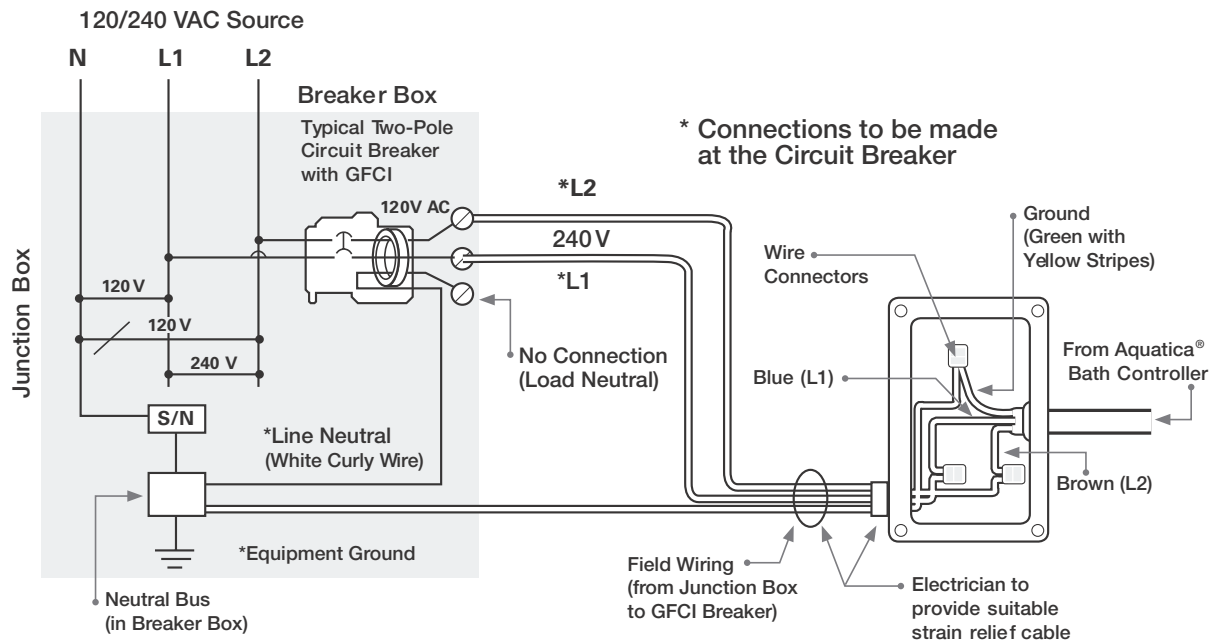 120/240 VAC Source
N
L1
L2
Breaker Box
Typical Two-Pole
Circuit Breaker
with GFCI
* Connections to be made
at the Circuit Breaker
*L2
120V AC
240 V
*L1
Ground
(Green with
Yellow Stripes)
Wire
Connectors
Junction Box
120 V
120 V
240 V
No Connection
(Load Neutral)
Blue (L1)
From Aquatica®
Bath Controller
S/N
*Line Neutral
(White Curly Wire)
Brown (L2)
*Equipment Ground
Neutral Bus
(in Breaker Box)
Field Wiring
(from Junction Box
to GFCI Breaker)
Electrician to
provide suitable
strain relief cable